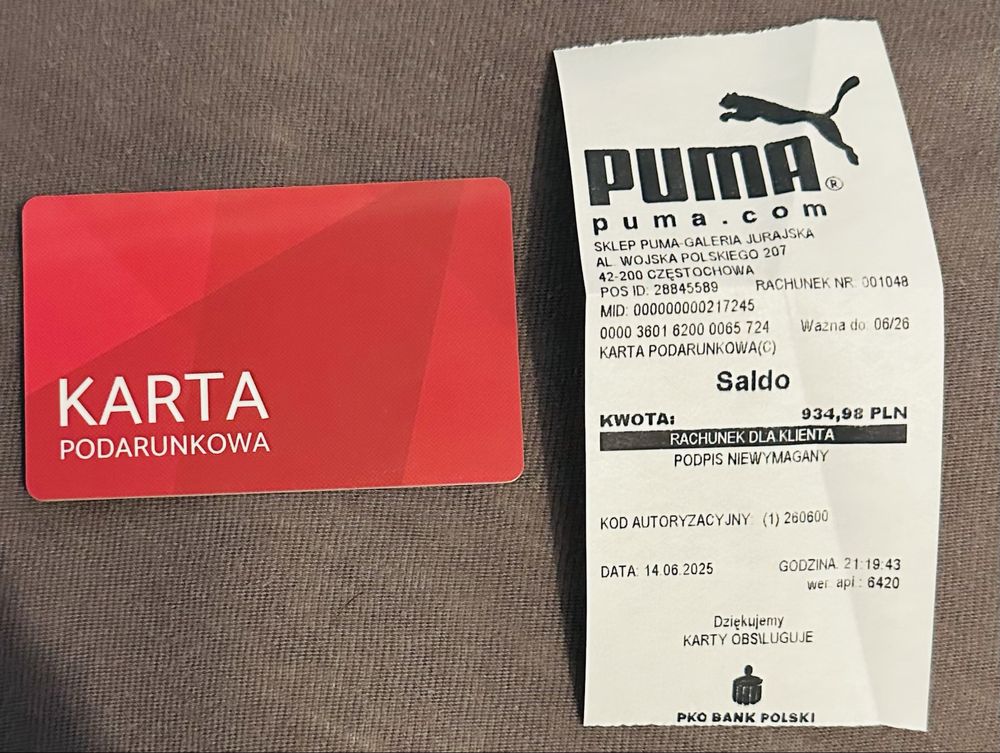 KARTA
PODARUNKOWA
PUMA®
puma.com
SKLEP PUMA-GALERIA JURAJSKA
AL. WOJSKA POLSKIEGO 207
42-200 CZĘSTOCHOWA
POS ID: 28845589 RACHUNEK NR: 001048
MID: 000000000217245
0000 3601 6200 0065 724 Ważna do: 06/26
KARTA PODARUNKOWA(C)
Saldo
KWOTA: 934,98 PLN
RACHUNEK DLA KLIENTA
PODPIS NIEWYMAGANY
KOD AUTORYZACYJNY: (1) 260600
DATA: 14.06.2025 GODZINA: 21:19:43
wer. apl.: 6420
Dziękujemy
KARTY OBS\LUGUJE
PKO BANK POLSKI